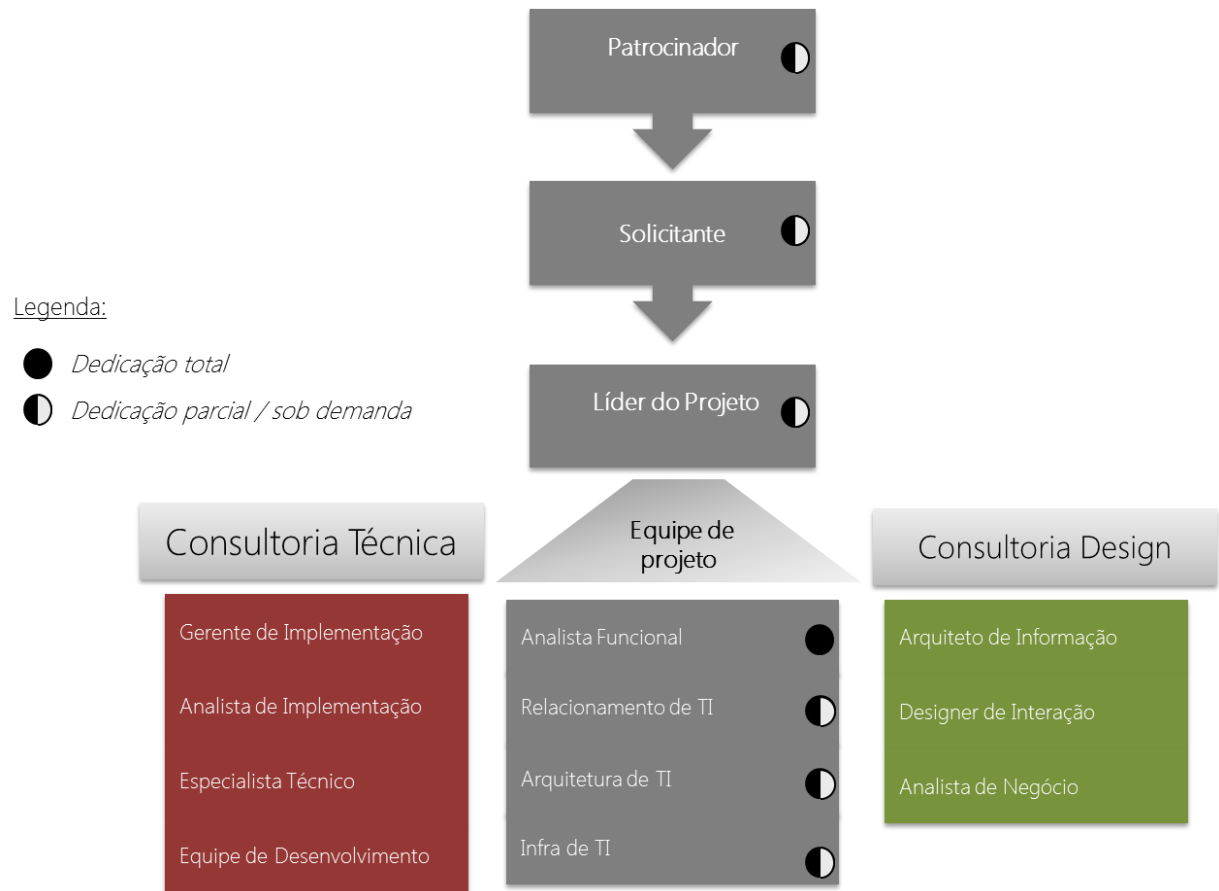 Patrocinador
Solicitante
Legenda:
Dedicação total
Dedicação parcial / sob demanda
Líder do Projeto
Equipe de
projeto
Consultoria Técnica
Gerente de Implementação
Analista de Implementação
Especialista Técnico
Equipe de Desenvolvimento
Analista Funcional
Relacionamento de TI
Arquitetura de TI
Infra de TI
Consultoria Design
Arquiteto de Informação
Designer de Interação
Analista de Negócio